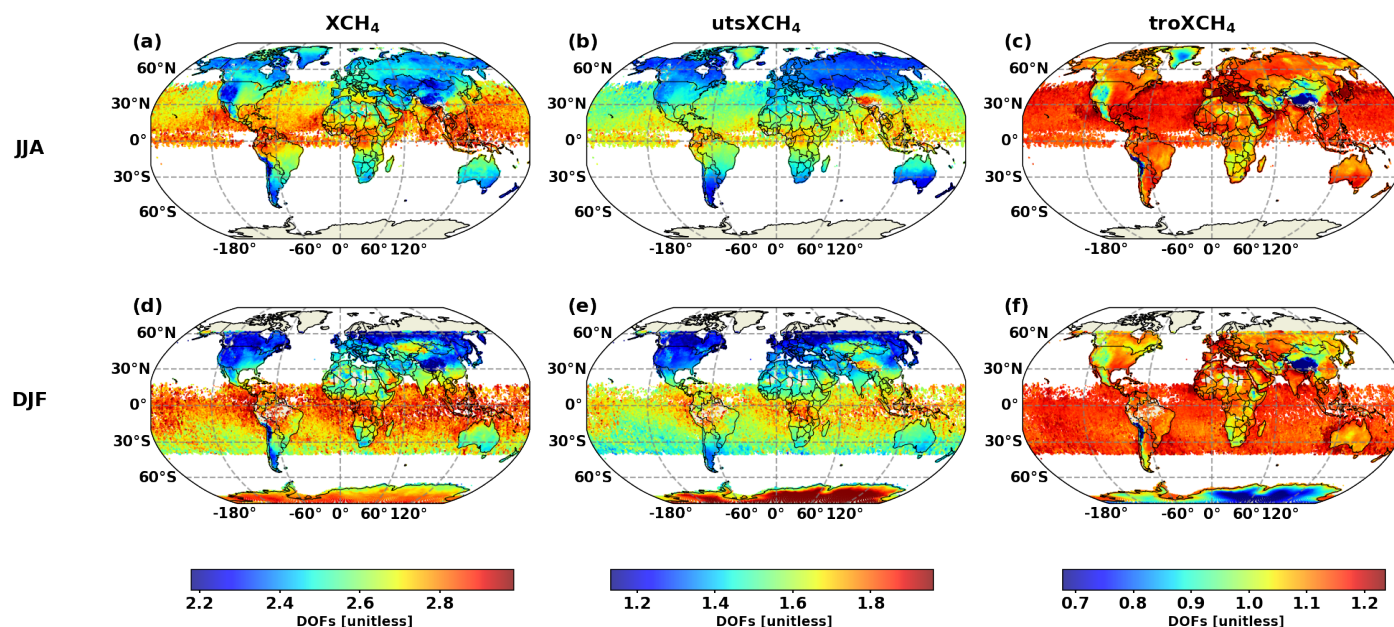 XCH₄ utsXCH₄ troXCH₄
(a) (b) (c)
JJA
60°N 60°N 60°N
30°N 30°N 30°N
0° 0° 0°
30°S 30°S 30°S
60°S 60°S 60°S
-180° -60° 0° 60° 120° -180° -60° 0° 60° 120° -180° -60° 0° 60° 120°
(d) (e) (f)
DJF
60°N 60°N 60°N
30°N 30°N 30°N
0° 0° 0°
30°S 30°S 30°S
60°S 60°S 60°S
-180° -60° 0° 60° 120° -180° -60° 0° 60° 120° -180° -60° 0° 60° 120°
2.2 2.4 2.6 2.8 1.2 1.4 1.6 1.8 0.7 0.8 0.9 1.0 1.1 1.2
DOFs [unitless] DOFs [unitless] DOFs [unitless]